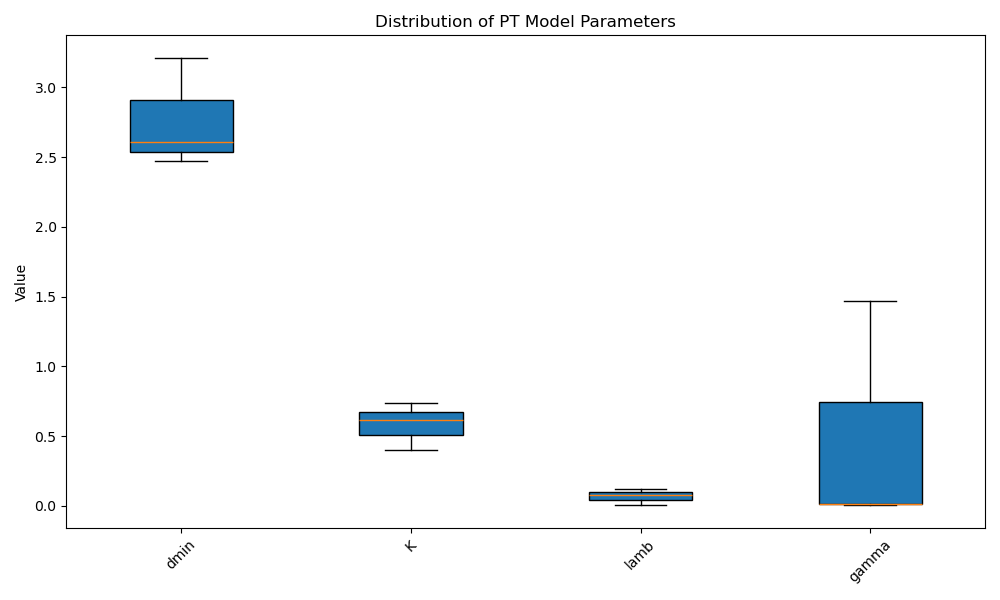 Distribution of PT Model Parameters
Value
3.0
2.5
2.0
1.5
1.0
0.5
0.0
dmin
K
lamb
gamma